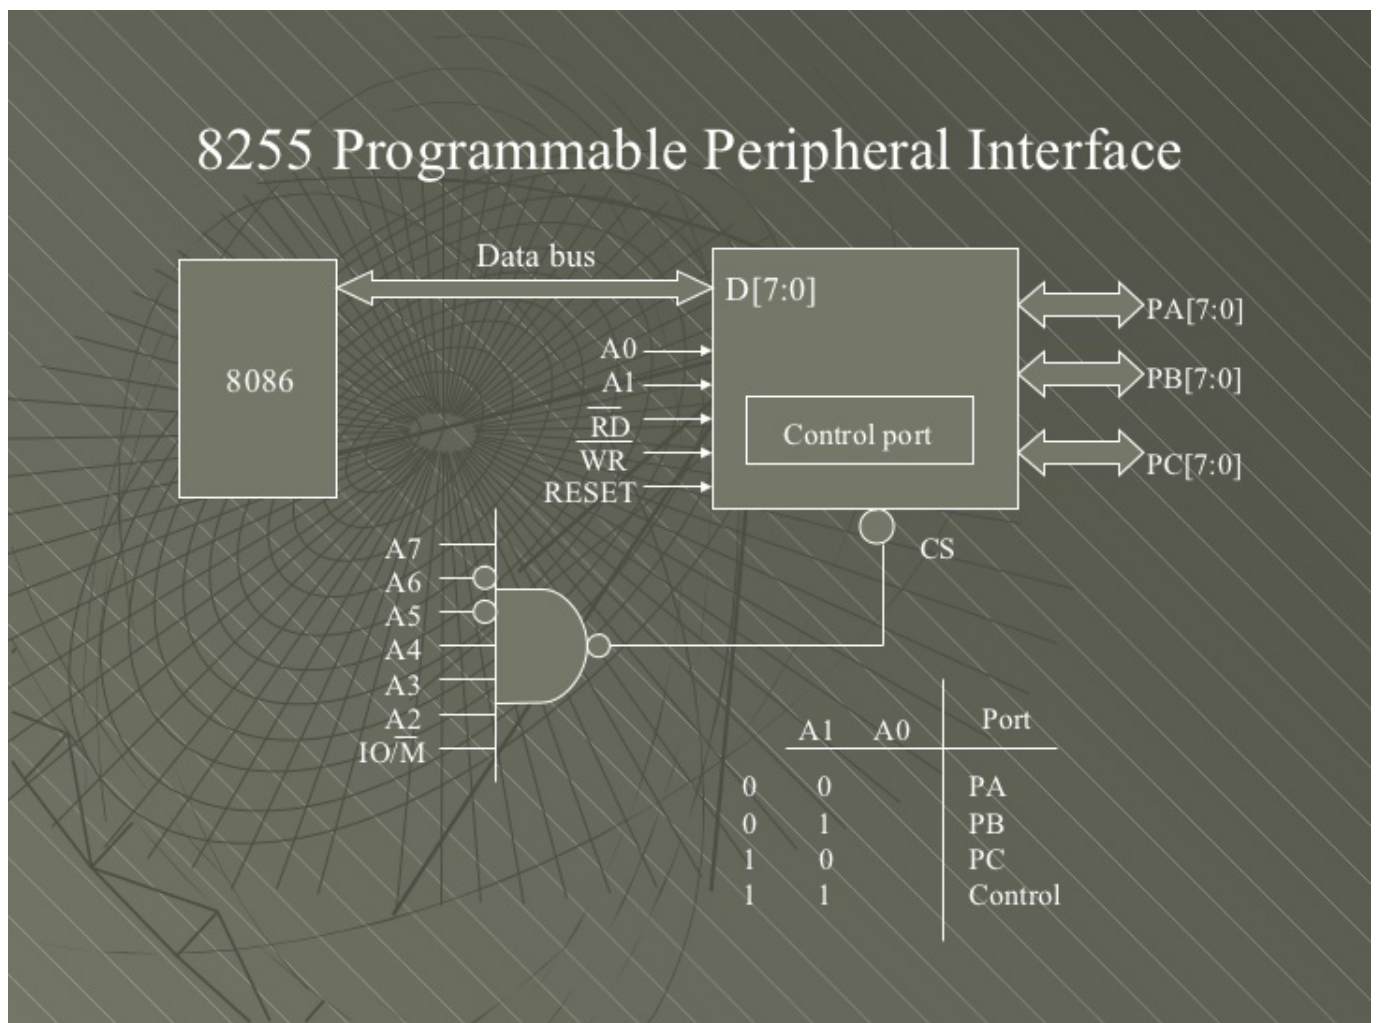 8255 Programmable Peripheral Interface
Data bus
D[7:0]
8086
A0
A1
R̅D̅
W̅R̅
RESET
Control port
PA[7:0]
PB[7:0]
PC[7:0]
CS
A7
A6
A5
A4
A3
A2
IO/M̅
A1 A0 Port
0 0 PA
0 1 PB
1 0 PC
1 1 Control